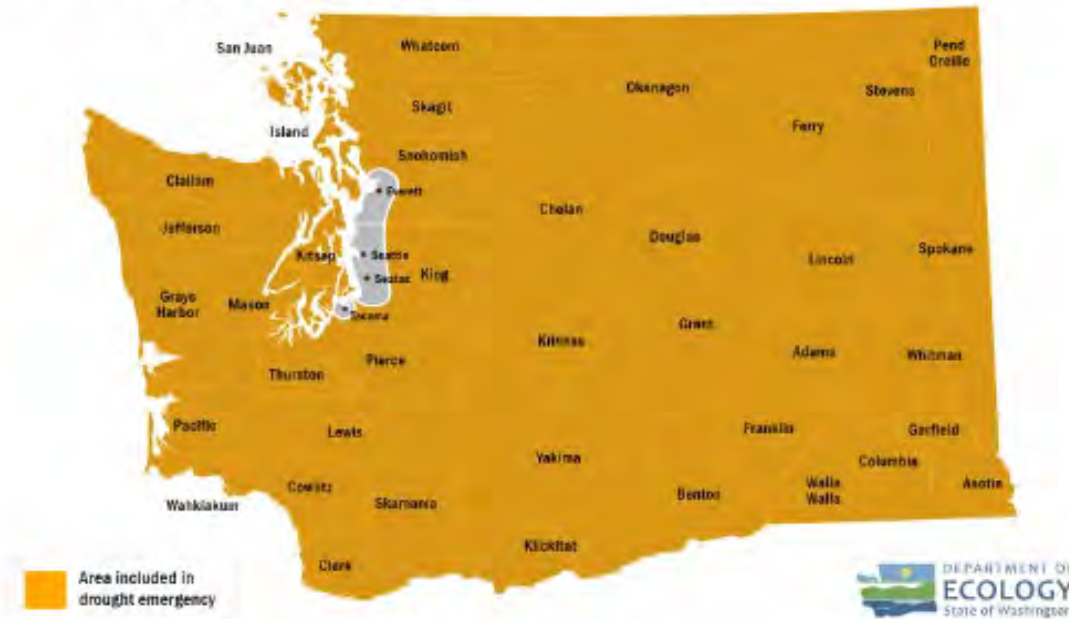 San Juan
Whatcom
Pend
Oreille
Okanogan
Stevens
Skagit
Island
Ferry
Snohomish
Clallam
Everett
Chelan
Jefferson
Douglas
Kitsap
Seattle
Lincoln
Spokane
King
Seatac
Grays
Harbor
Mason
Tacoma
Grant
Kittitas
Pierce
Adams
Whitman
Thurston
Pacific
Lewis
Franklin
Garfield
Yakima
Columbia
Cowlitz
Walla
Walla
Asotin
Benton
Skamania
Wahkiakum
Klickitat
Clark
Area included in
drought emergency
DEPARTMENT OF
ECOLOGY
State of Washington